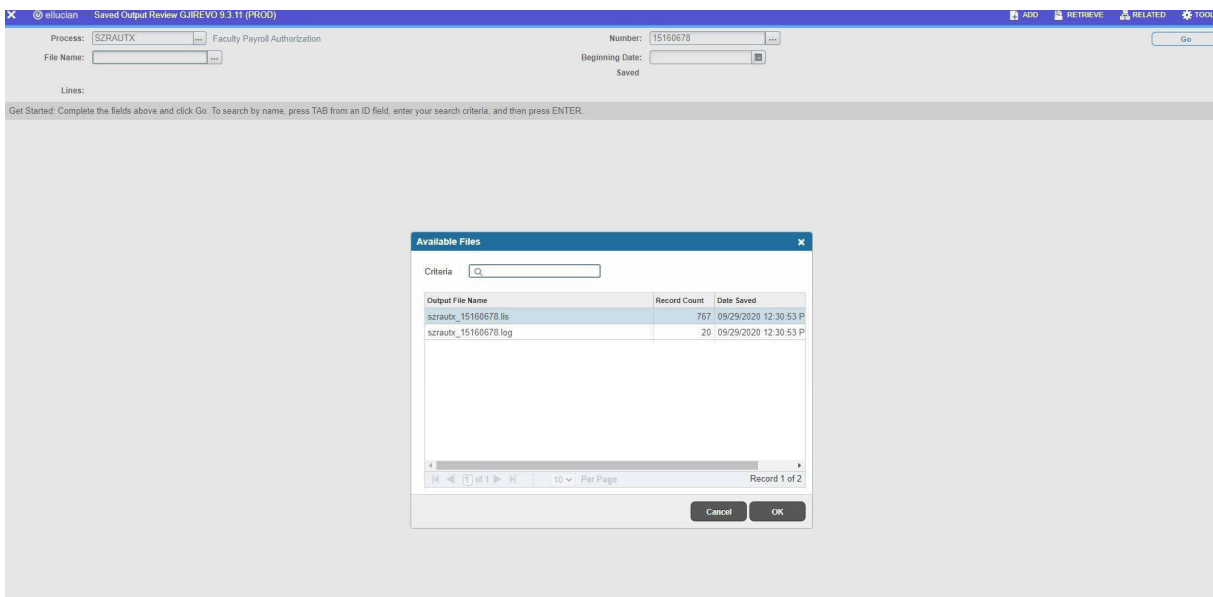 ellucian Saved Output Review GJIREVO 9.3.11 (PROD) ADD RETRIEVE RELATED TOOL
Process: SZRAUTX ... Faculty Payroll Authorization Number: 15160678 ... Go
File Name: ... Beginning Date:
Saved
Lines:
Get Started: Complete the fields above and click Go. To search by name, press TAB from an ID field, enter your search criteria, and then press ENTER.
Available Files
Criteria
Output File Name Record Count Date Saved
szrautx_15160678.lis 767 09/29/2020 12:30:53 P
szrautx_15160678.log 20 09/29/2020 12:30:53 P
1 of 1 10 Per Page Record 1 of 2
Cancel OK